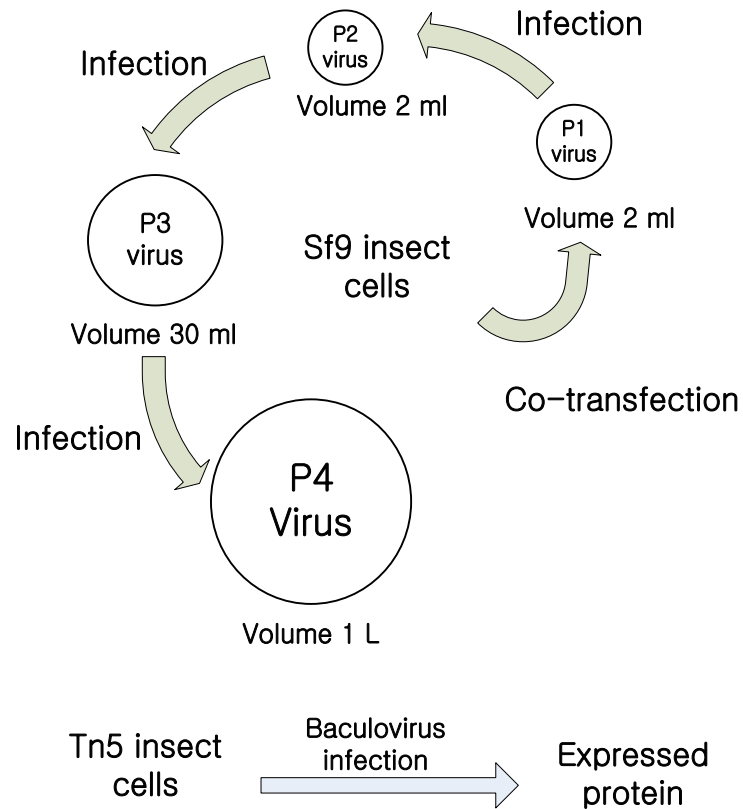 P2
virus
Volume 2 ml
Infection
Infection
P1
virus
Volume 2 ml
P3
virus
Volume 30 ml
Sf9 insect
cells
Co-transfection
Infection
P4
Virus
Volume 1 L
Tn5 insect
cells
Baculovirus
infection
Expressed
protein